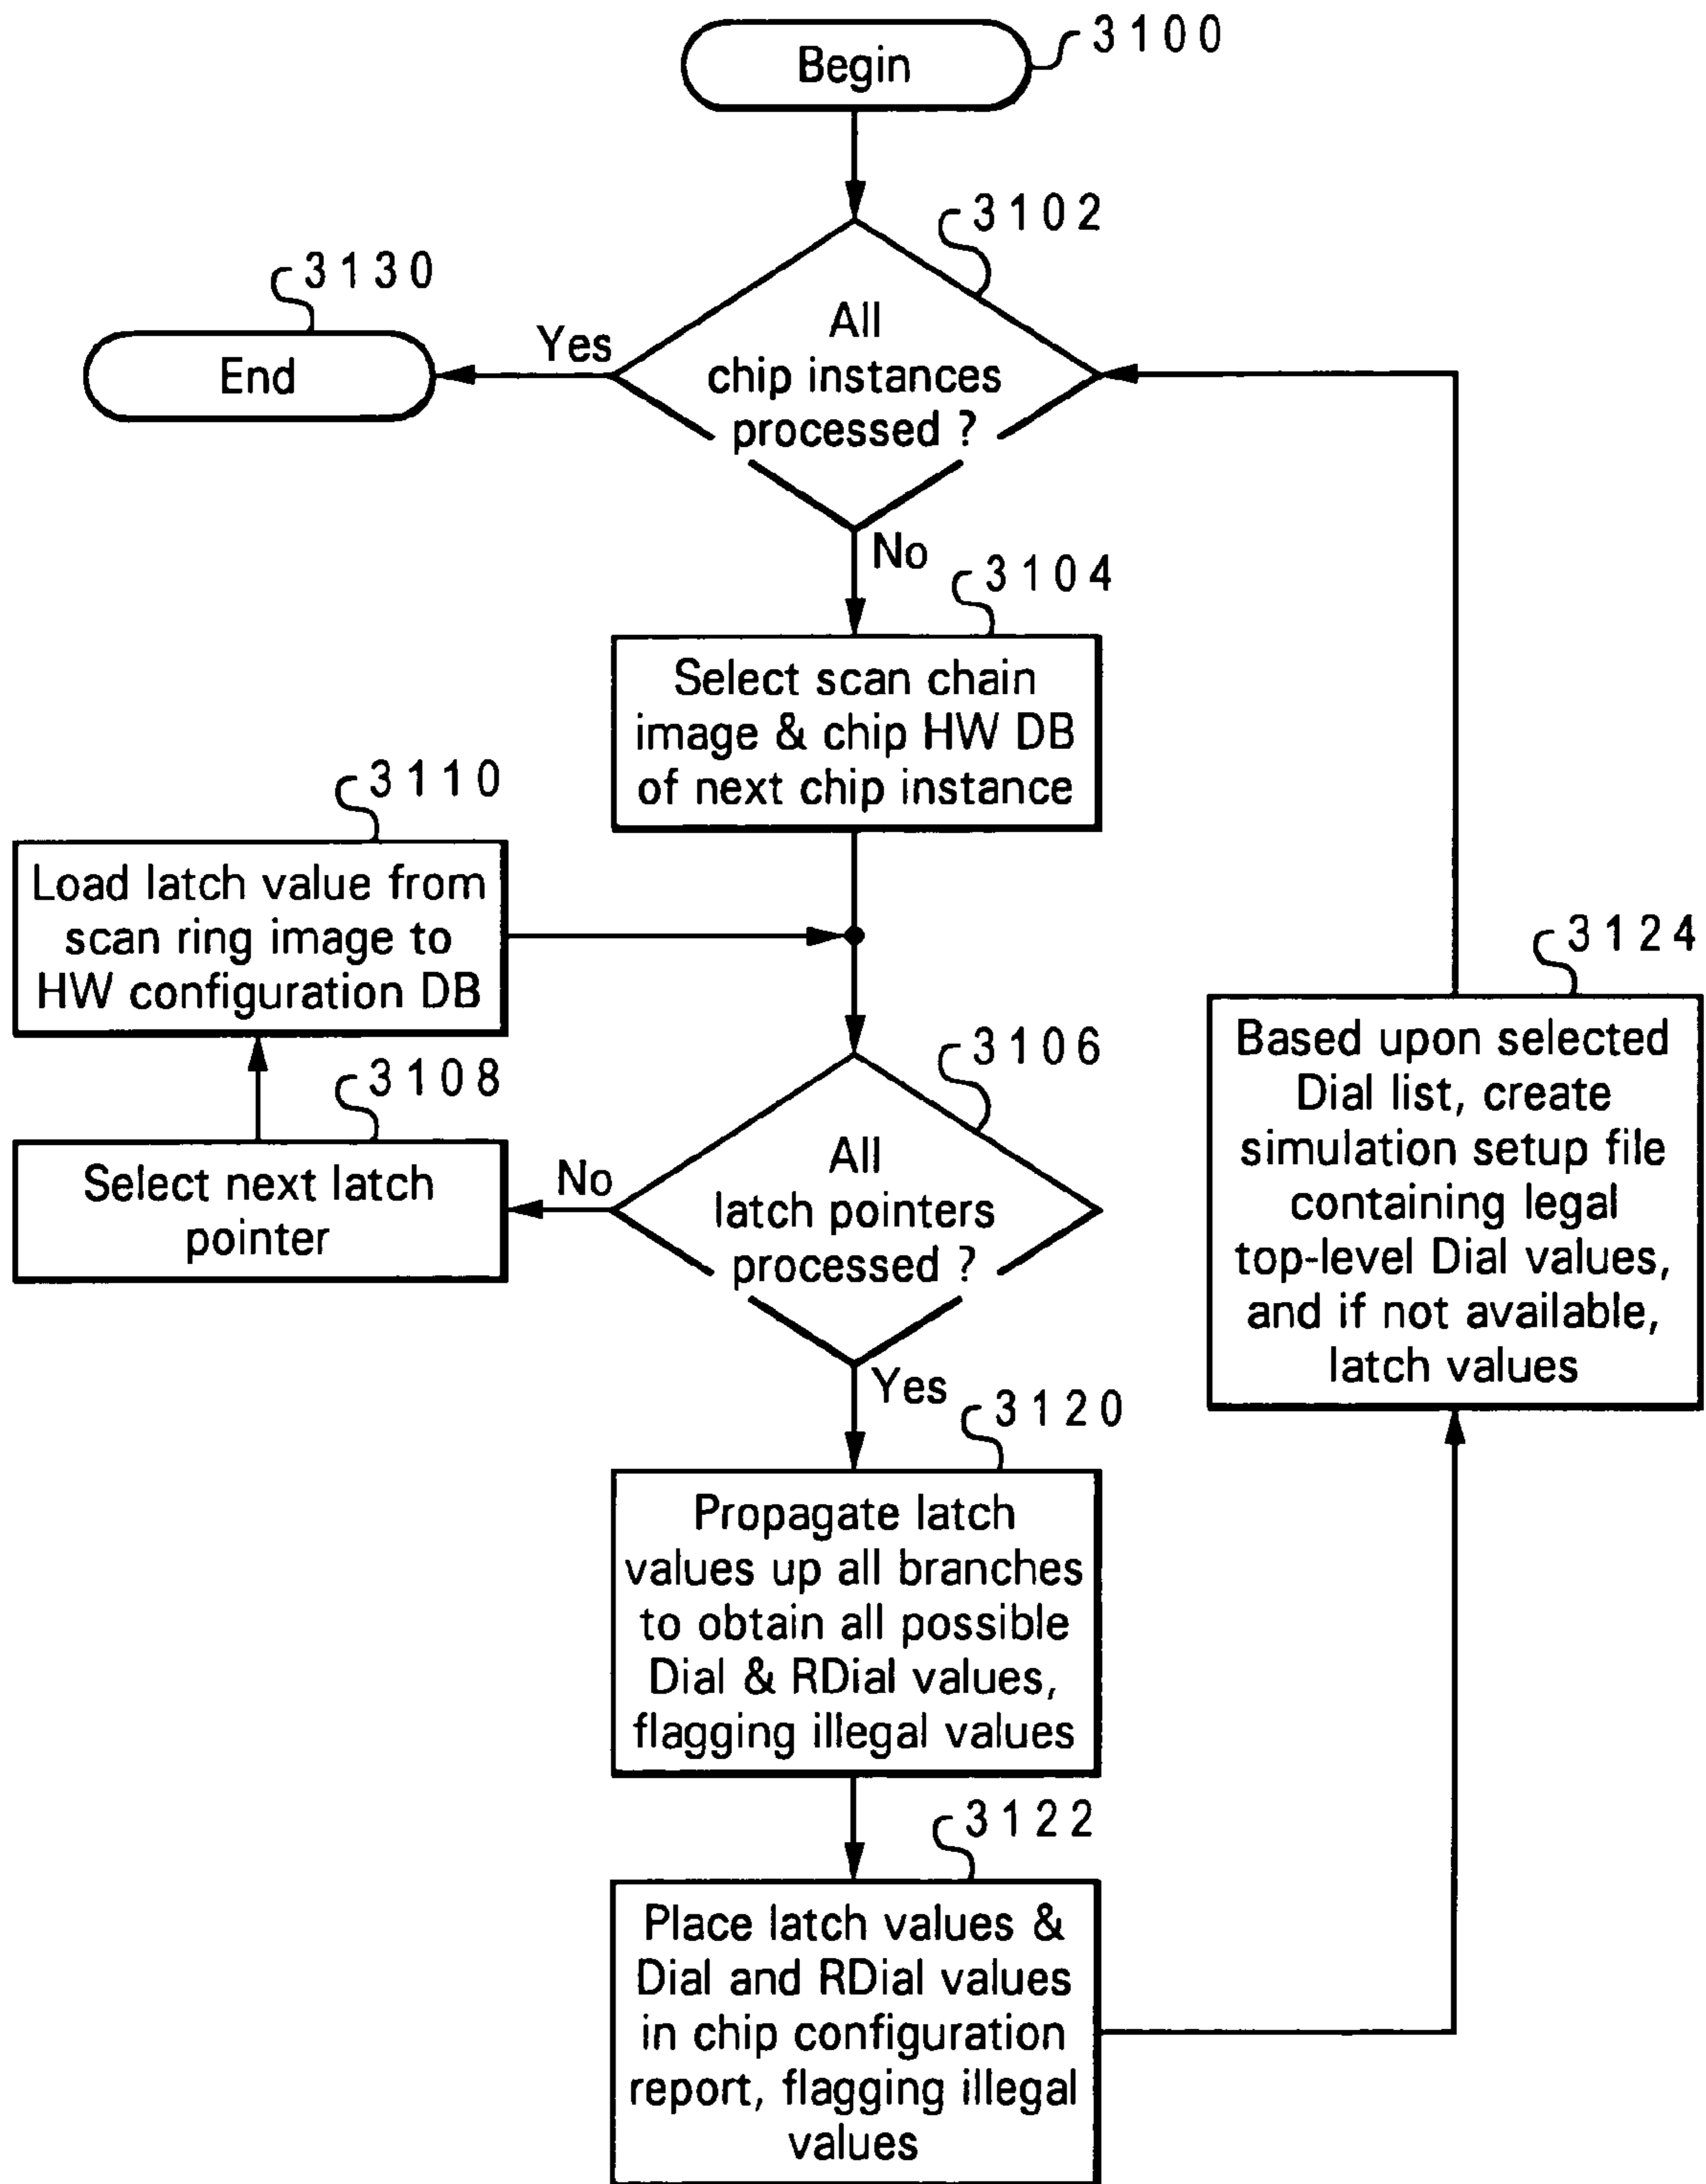 Begin
3100
3102
All
chip instances
processed ?
Yes
3130
End
No
3104
Select scan chain
image & chip HW DB
of next chip instance
3110
Load latch value from
scan ring image to
HW configuration DB
3108
Select next latch
pointer
3106
All
latch pointers
processed ?
No
Yes
3120
Propagate latch
values up all branches
to obtain all possible
Dial & RDial values,
flagging illegal values
3122
Place latch values &
Dial and RDial values
in chip configuration
report, flagging illegal
values
3124
Based upon selected
Dial list, create
simulation setup file
containing legal
top-level Dial values,
and if not available,
latch values